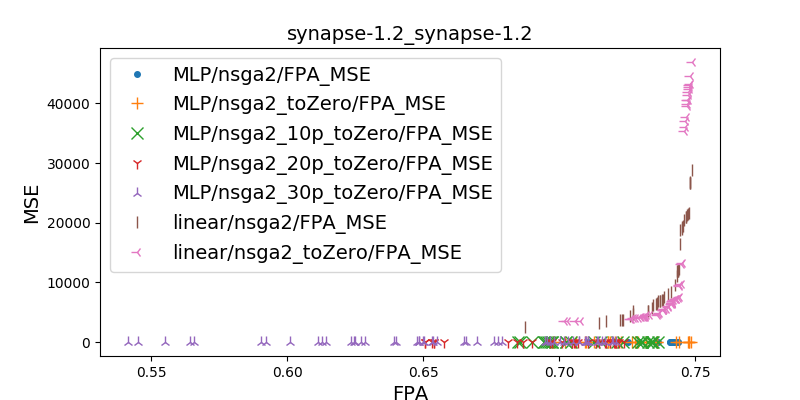 synapse-1.2_synapse-1.2
MLP/nsga2/FPA_MSE
MLP/nsga2_toZero/FPA_MSE
MLP/nsga2_10p_toZero/FPA_MSE
MLP/nsga2_20p_toZero/FPA_MSE
MLP/nsga2_30p_toZero/FPA_MSE
linear/nsga2/FPA_MSE
linear/nsga2_toZero/FPA_MSE
MSE
40000
30000
20000
10000
0
0.55 0.60 0.65 0.70 0.75
FPA